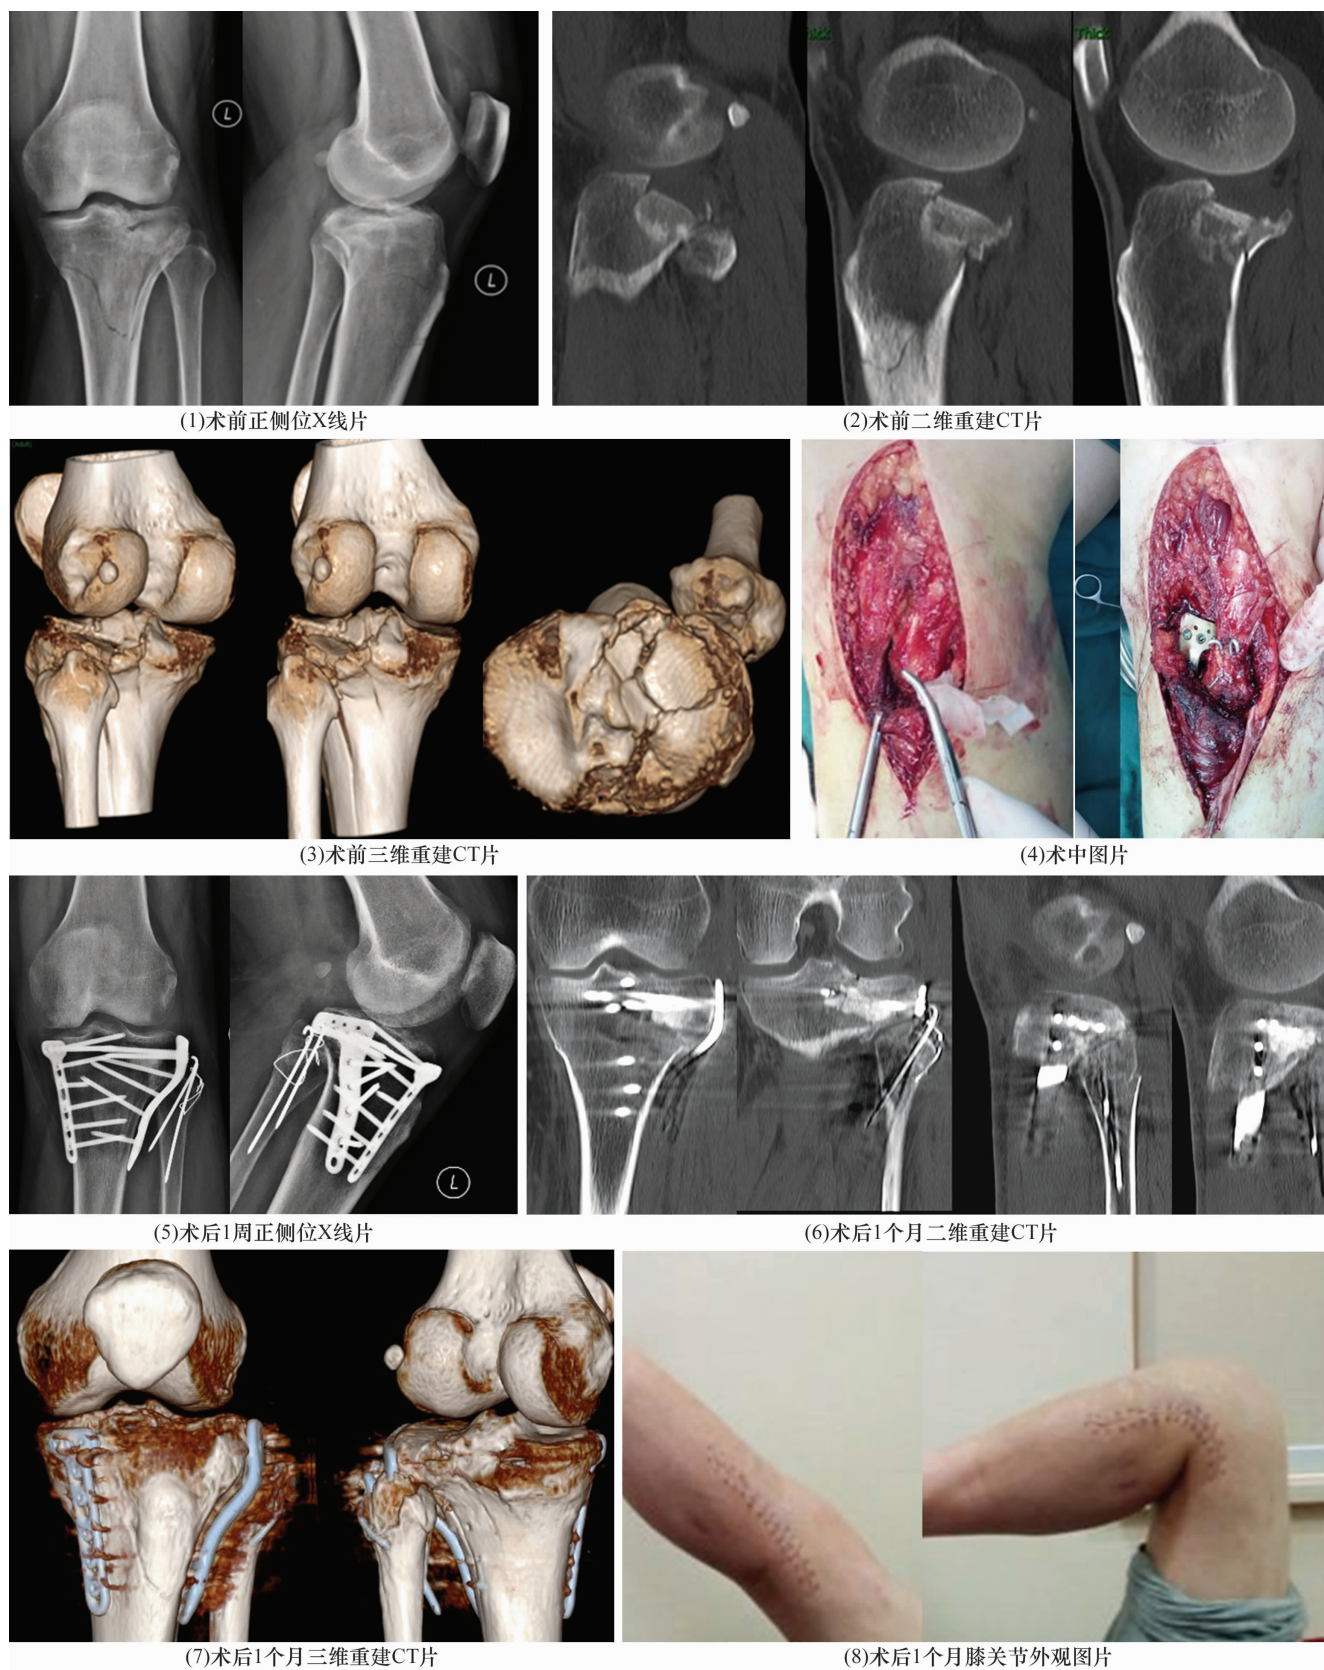 L
L
Thick
(1)术前正侧位X线片
(2)术前二维重建CT片
(3)术前三维重建CT片
(4)术中图片
L
(5)术后1周正侧位X线片
(6)术后1个月二维重建CT片
(7)术后1个月三维重建CT片
(8)术后1个月膝关节外观图片